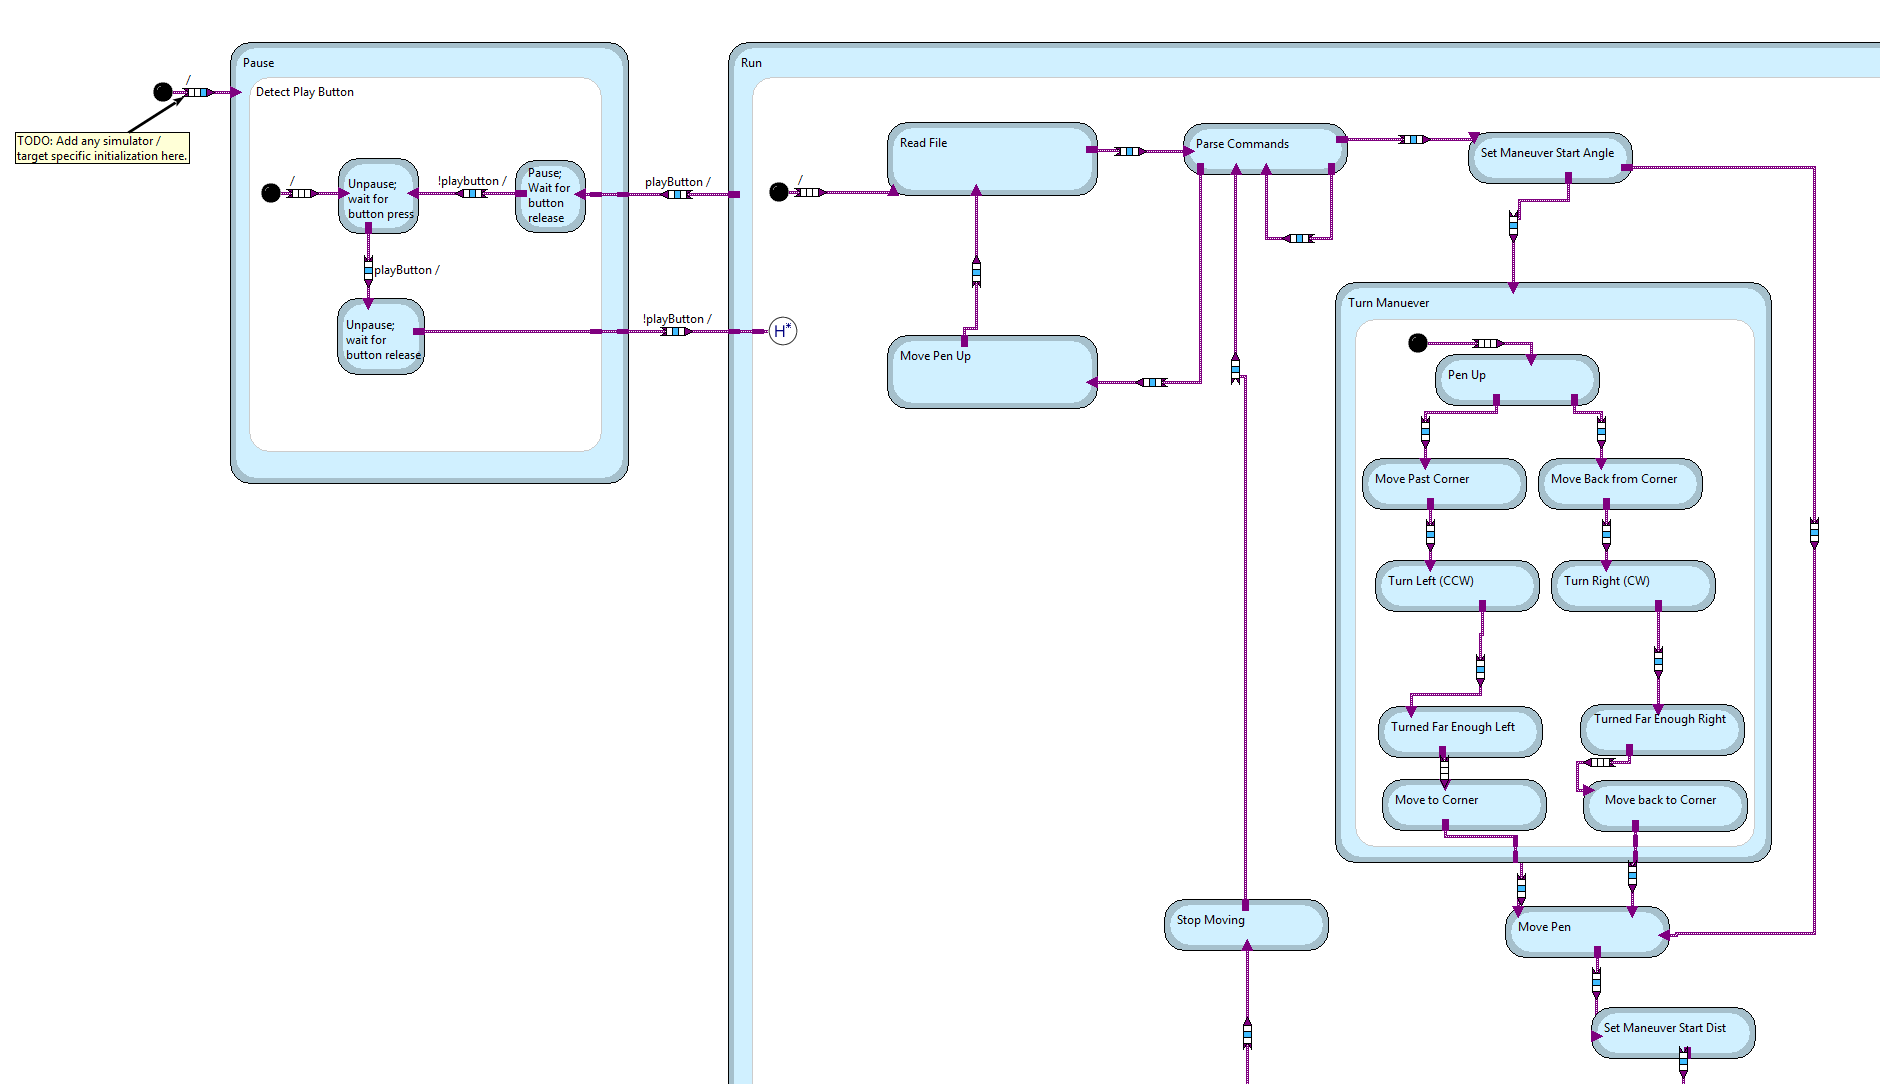 Pause
Run
/
Detect Play Button
TODO: Add any simulator /
target specific initialization here.
Read File
Parse Commands
Set Maneuver Start Angle
/
Unpause;
wait for
button press
!playbutton /
Pause;
Wait for
button
release
playButton /
/
playButton /
Turn Manuever
Unpause;
wait for
button release
!playButton /
H*
Move Pen Up
Pen Up
Move Past Corner
Move Back from Corner
Turn Left (CCW)
Turn Right (CW)
Turned Far Enough Left
Turned Far Enough Right
Move to Corner
Move back to Corner
Stop Moving
Move Pen
Set Maneuver Start Dist